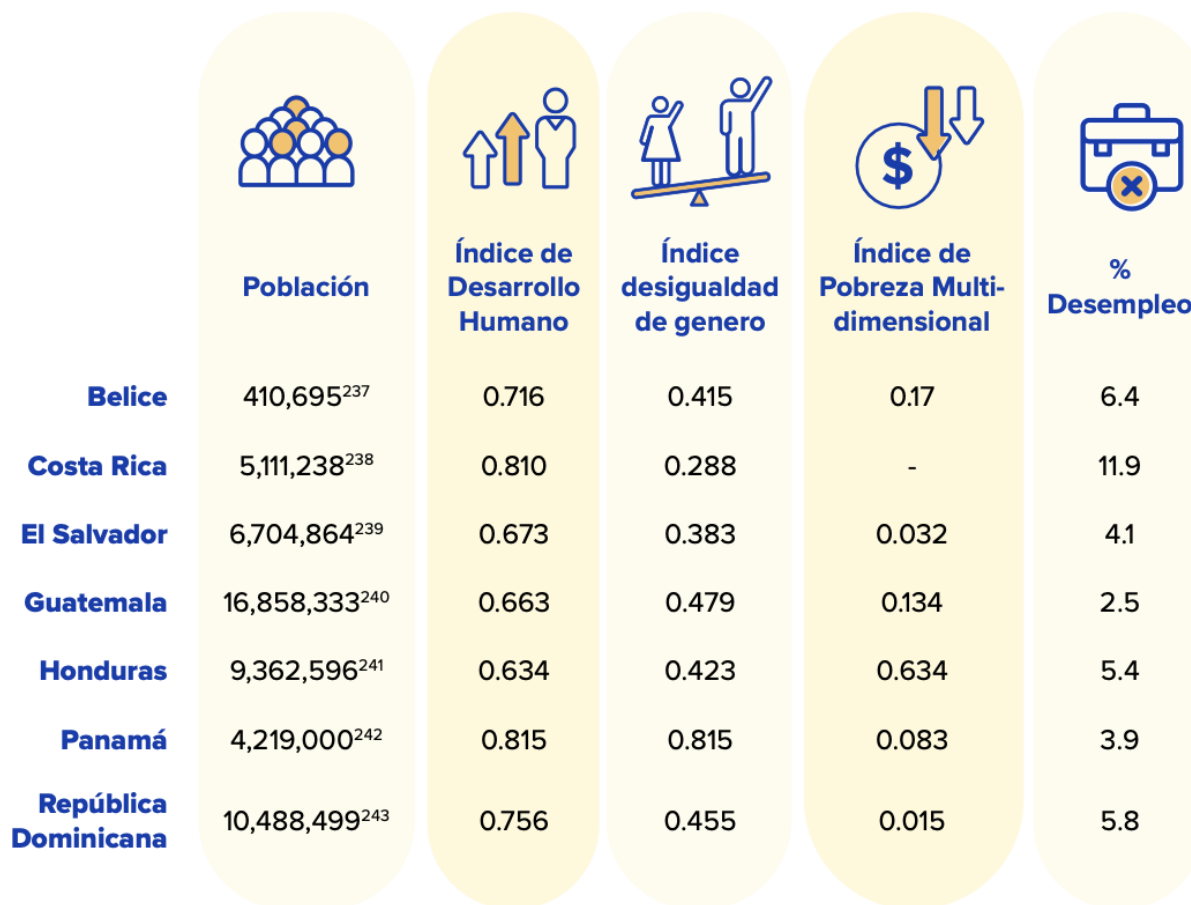 $
Población
Índice de
Desarrollo
Humano
Índice
desigualdad
de genero
Índice de
Pobreza Multi-
dimensional
%
Desempleo
Belice 410,695²³⁷ 0.716 0.415 0.17 6.4
Costa Rica 5,111,238²³⁸ 0.810 0.288 - 11.9
El Salvador 6,704,864²³⁹ 0.673 0.383 0.032 4.1
Guatemala 16,858,333²⁴⁰ 0.663 0.479 0.134 2.5
Honduras 9,362,596²⁴¹ 0.634 0.423 0.634 5.4
Panamá 4,219,000²⁴² 0.815 0.815 0.083 3.9
República
Dominicana 10,488,499²⁴³ 0.756 0.455 0.015 5.8